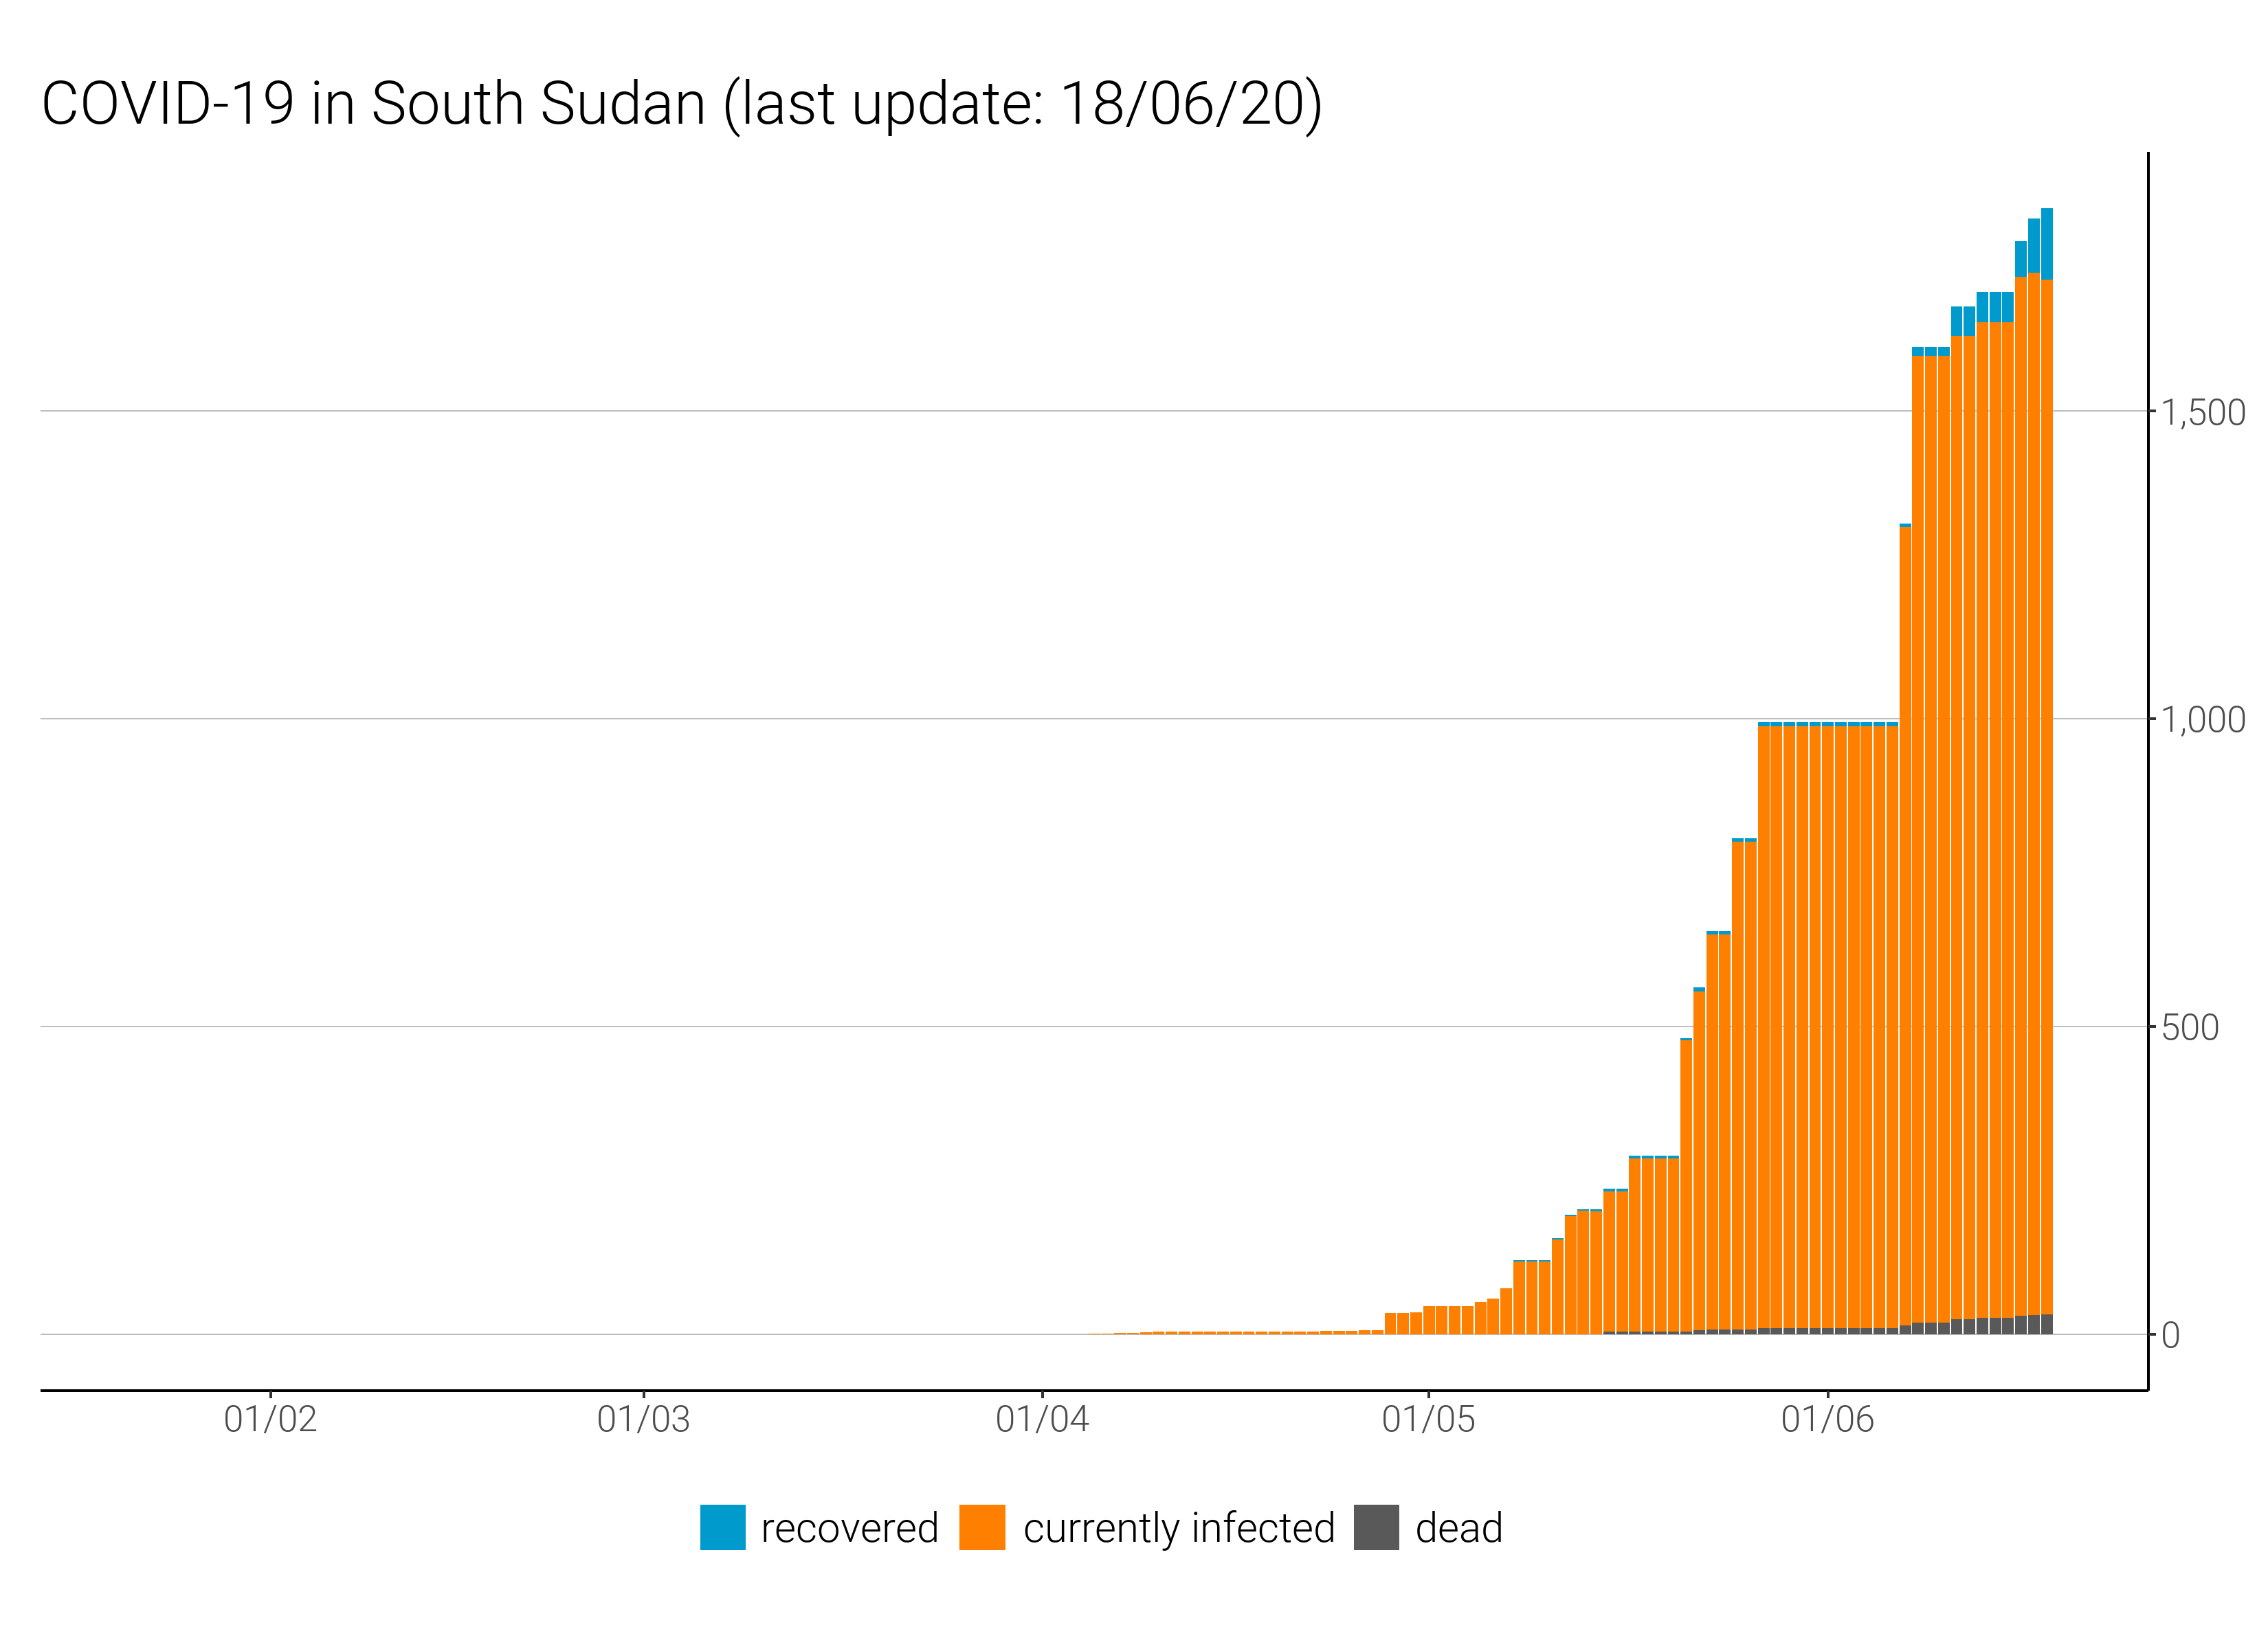 COVID-19 in South Sudan (last update: 18/06/20)
1,500
1,000
500
0
01/02 01/03 01/04 01/05 01/06
recovered currently infected dead